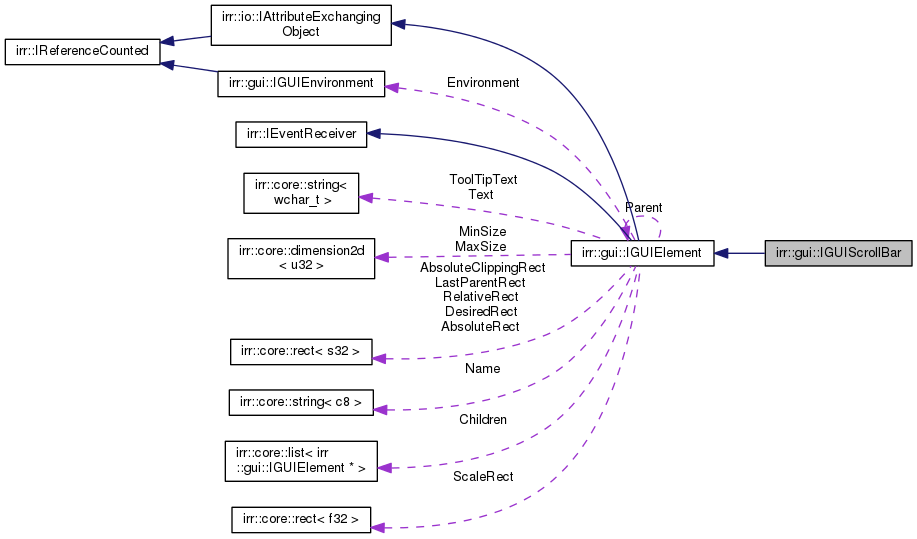 irr::io::IAttributeExchanging
Object
irr::IReferenceCounted
irr::gui::IGUIEnvironment
Environment
irr::IEventReceiver
irr::core::string<
wchar_t >
ToolTipText
Text
Parent
irr::core::dimension2d
< u32 >
MinSize
MaxSize
irr::gui::IGUIElement
irr::gui::IGUIScrollBar
AbsoluteClippingRect
LastParentRect
RelativeRect
DesiredRect
AbsoluteRect
irr::core::rect< s32 >
Name
irr::core::string< c8 >
Children
irr::core::list< irr
::gui::IGUIElement * >
ScaleRect
irr::core::rect< f32 >